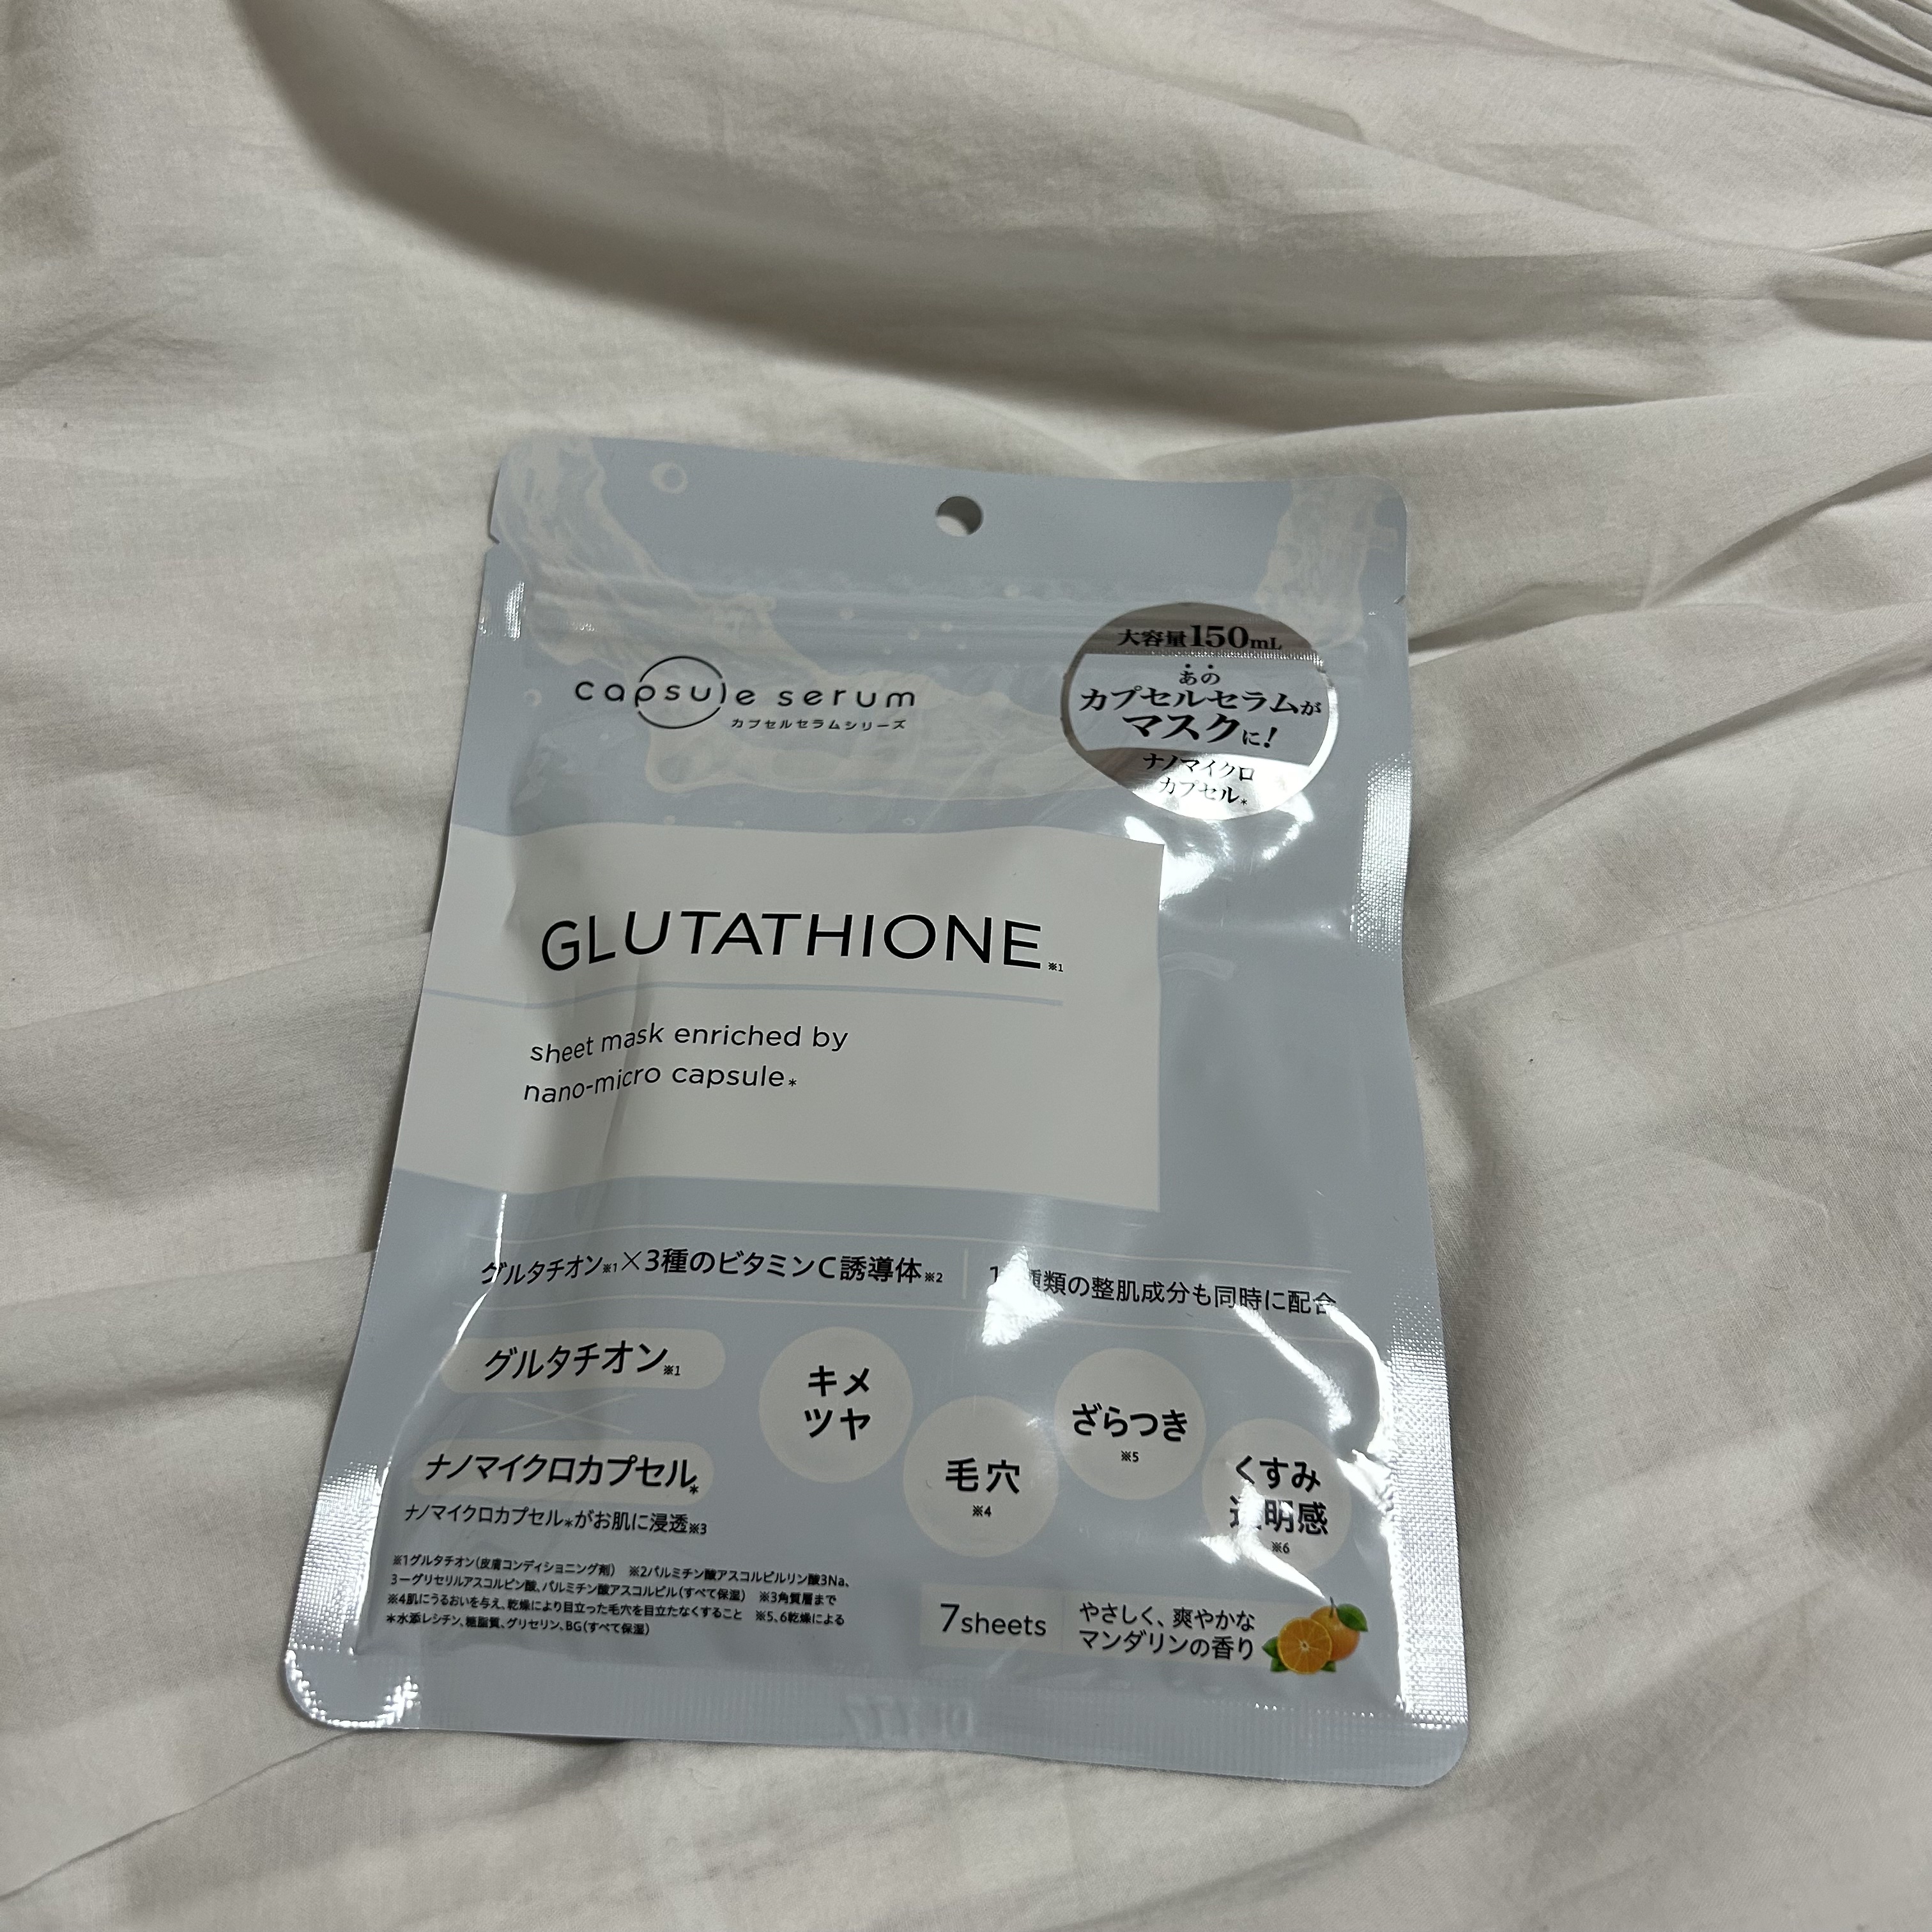 capsule serum
カプセルセラムシリーズ
大容量150mL
あの
カプセルセラムが
マスクに!
ナノマイクロ
カプセル*
GLUTATHIONE※1
sheet mask enriched by
nano-micro capsule*
グルタチオン※1×3種のビタミンC誘導体※2
種類の整肌成分も同時に配合
グルタチオン※1
ナノマイクロカプセル*
ナノマイクロカプセル*がお肌に浸透※3
キメ
ツヤ
毛穴
※4
ざらつき
※5
くすみ
透明感
※6
※1グルタチオン(皮膚コンディショニング剤) ※2パルミチン酸アスコルビルリン酸3Na、
3-グリセリルアスコルビン酸、パルミチン酸アスコルビル(すべて保湿) ※3角質層まで
※4肌にうるおいを与え、乾燥により目立った毛穴を目立たなくすること ※5、6乾燥による
*水添レシチン、糖脂質、グリセリン、BG(すべて保湿)
7sheets
やさしく、爽やかな
マンダリンの香り